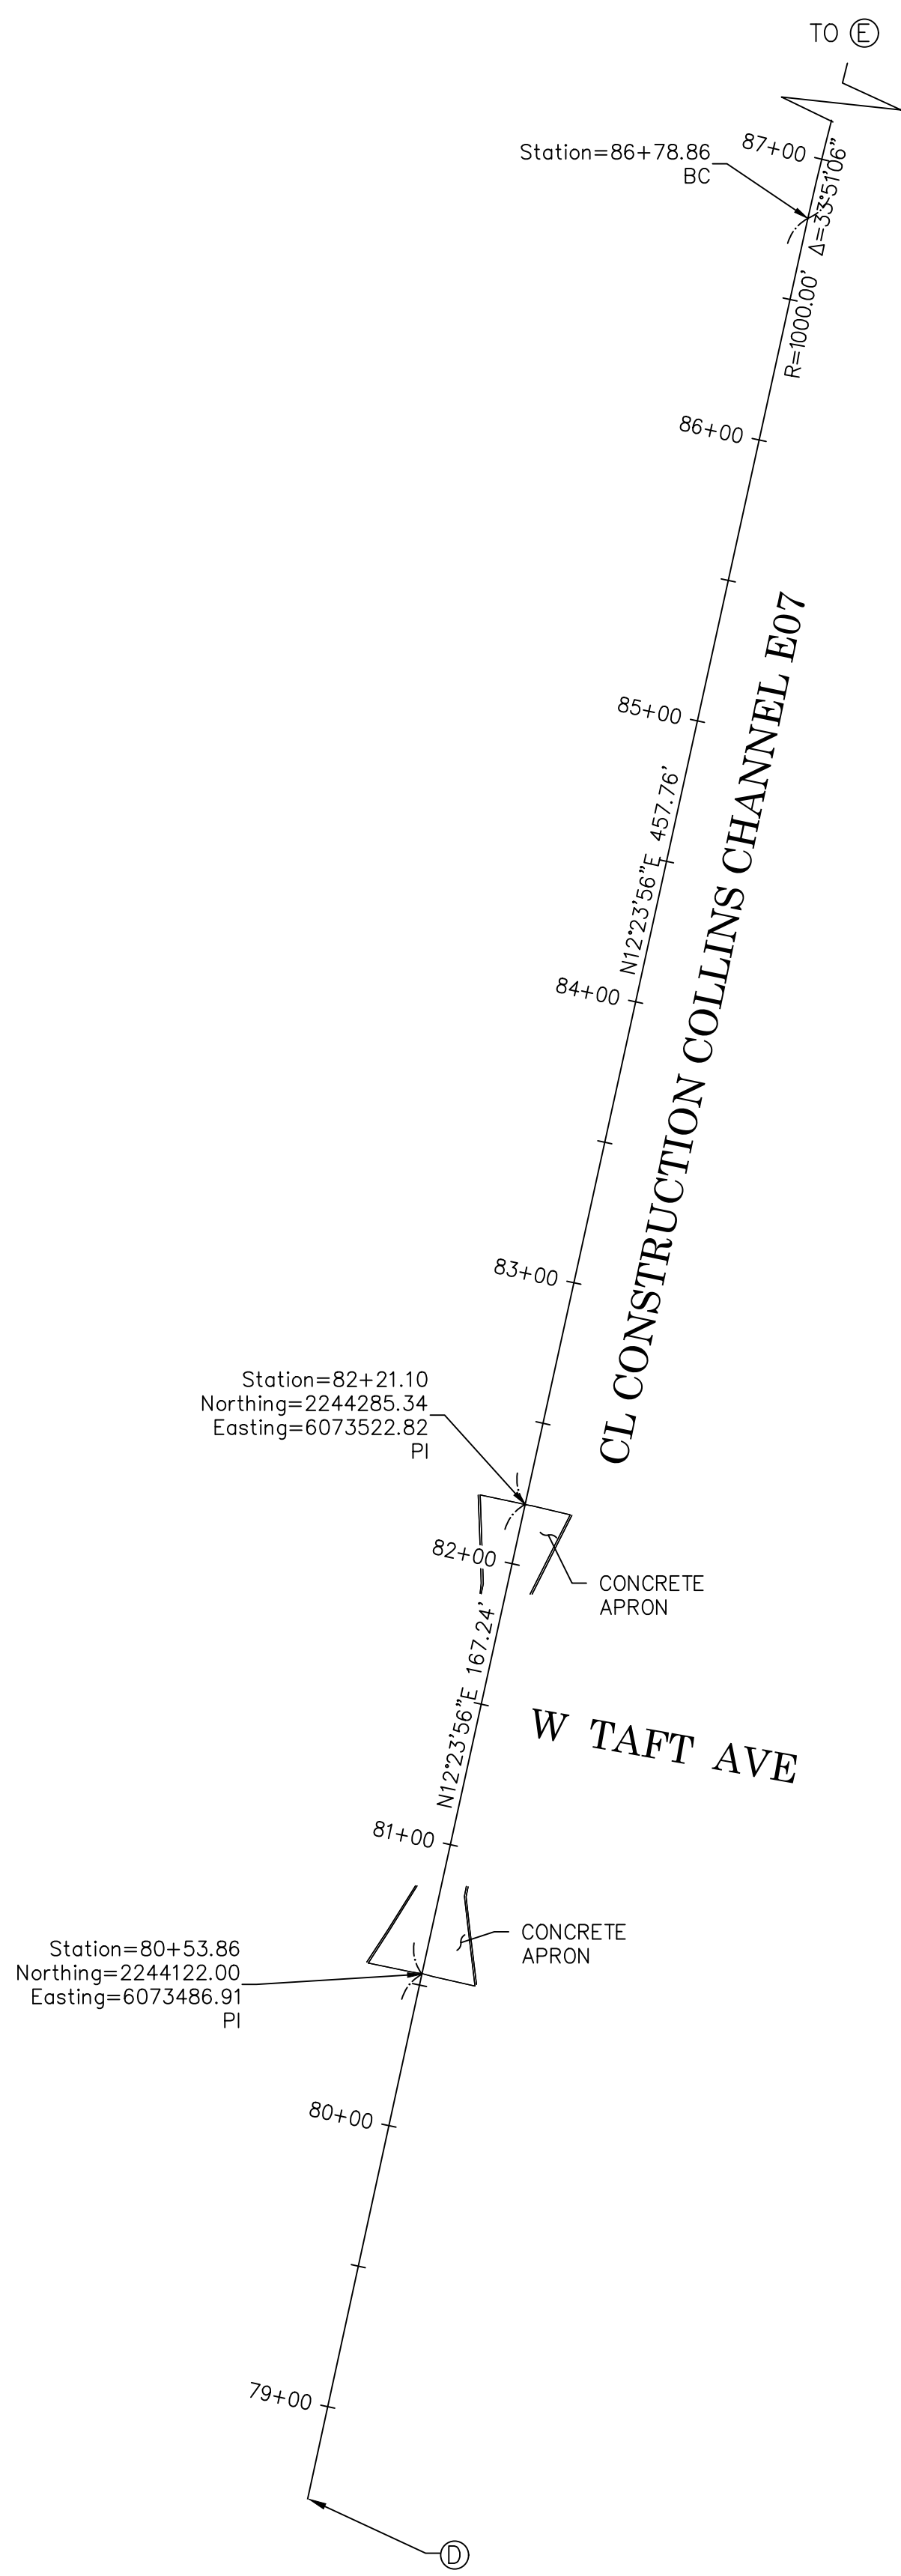 TO E
87+00
Station=86+78.86
BC
Δ=33°51'06"
R=1000.00'
86+00
85+00
N12°23'56"E 457.76'
CL CONSTRUCTION COLLINS CHANNEL E07
84+00
83+00
Station=82+21.10
Northing=2244285.34
Easting=6073522.82
PI
82+00
CONCRETE
APRON
N12°23'56"E 167.24'
W TAFT AVE
81+00
CONCRETE
APRON
Station=80+53.86
Northing=2244122.00
Easting=6073486.91
PI
80+00
79+00
D